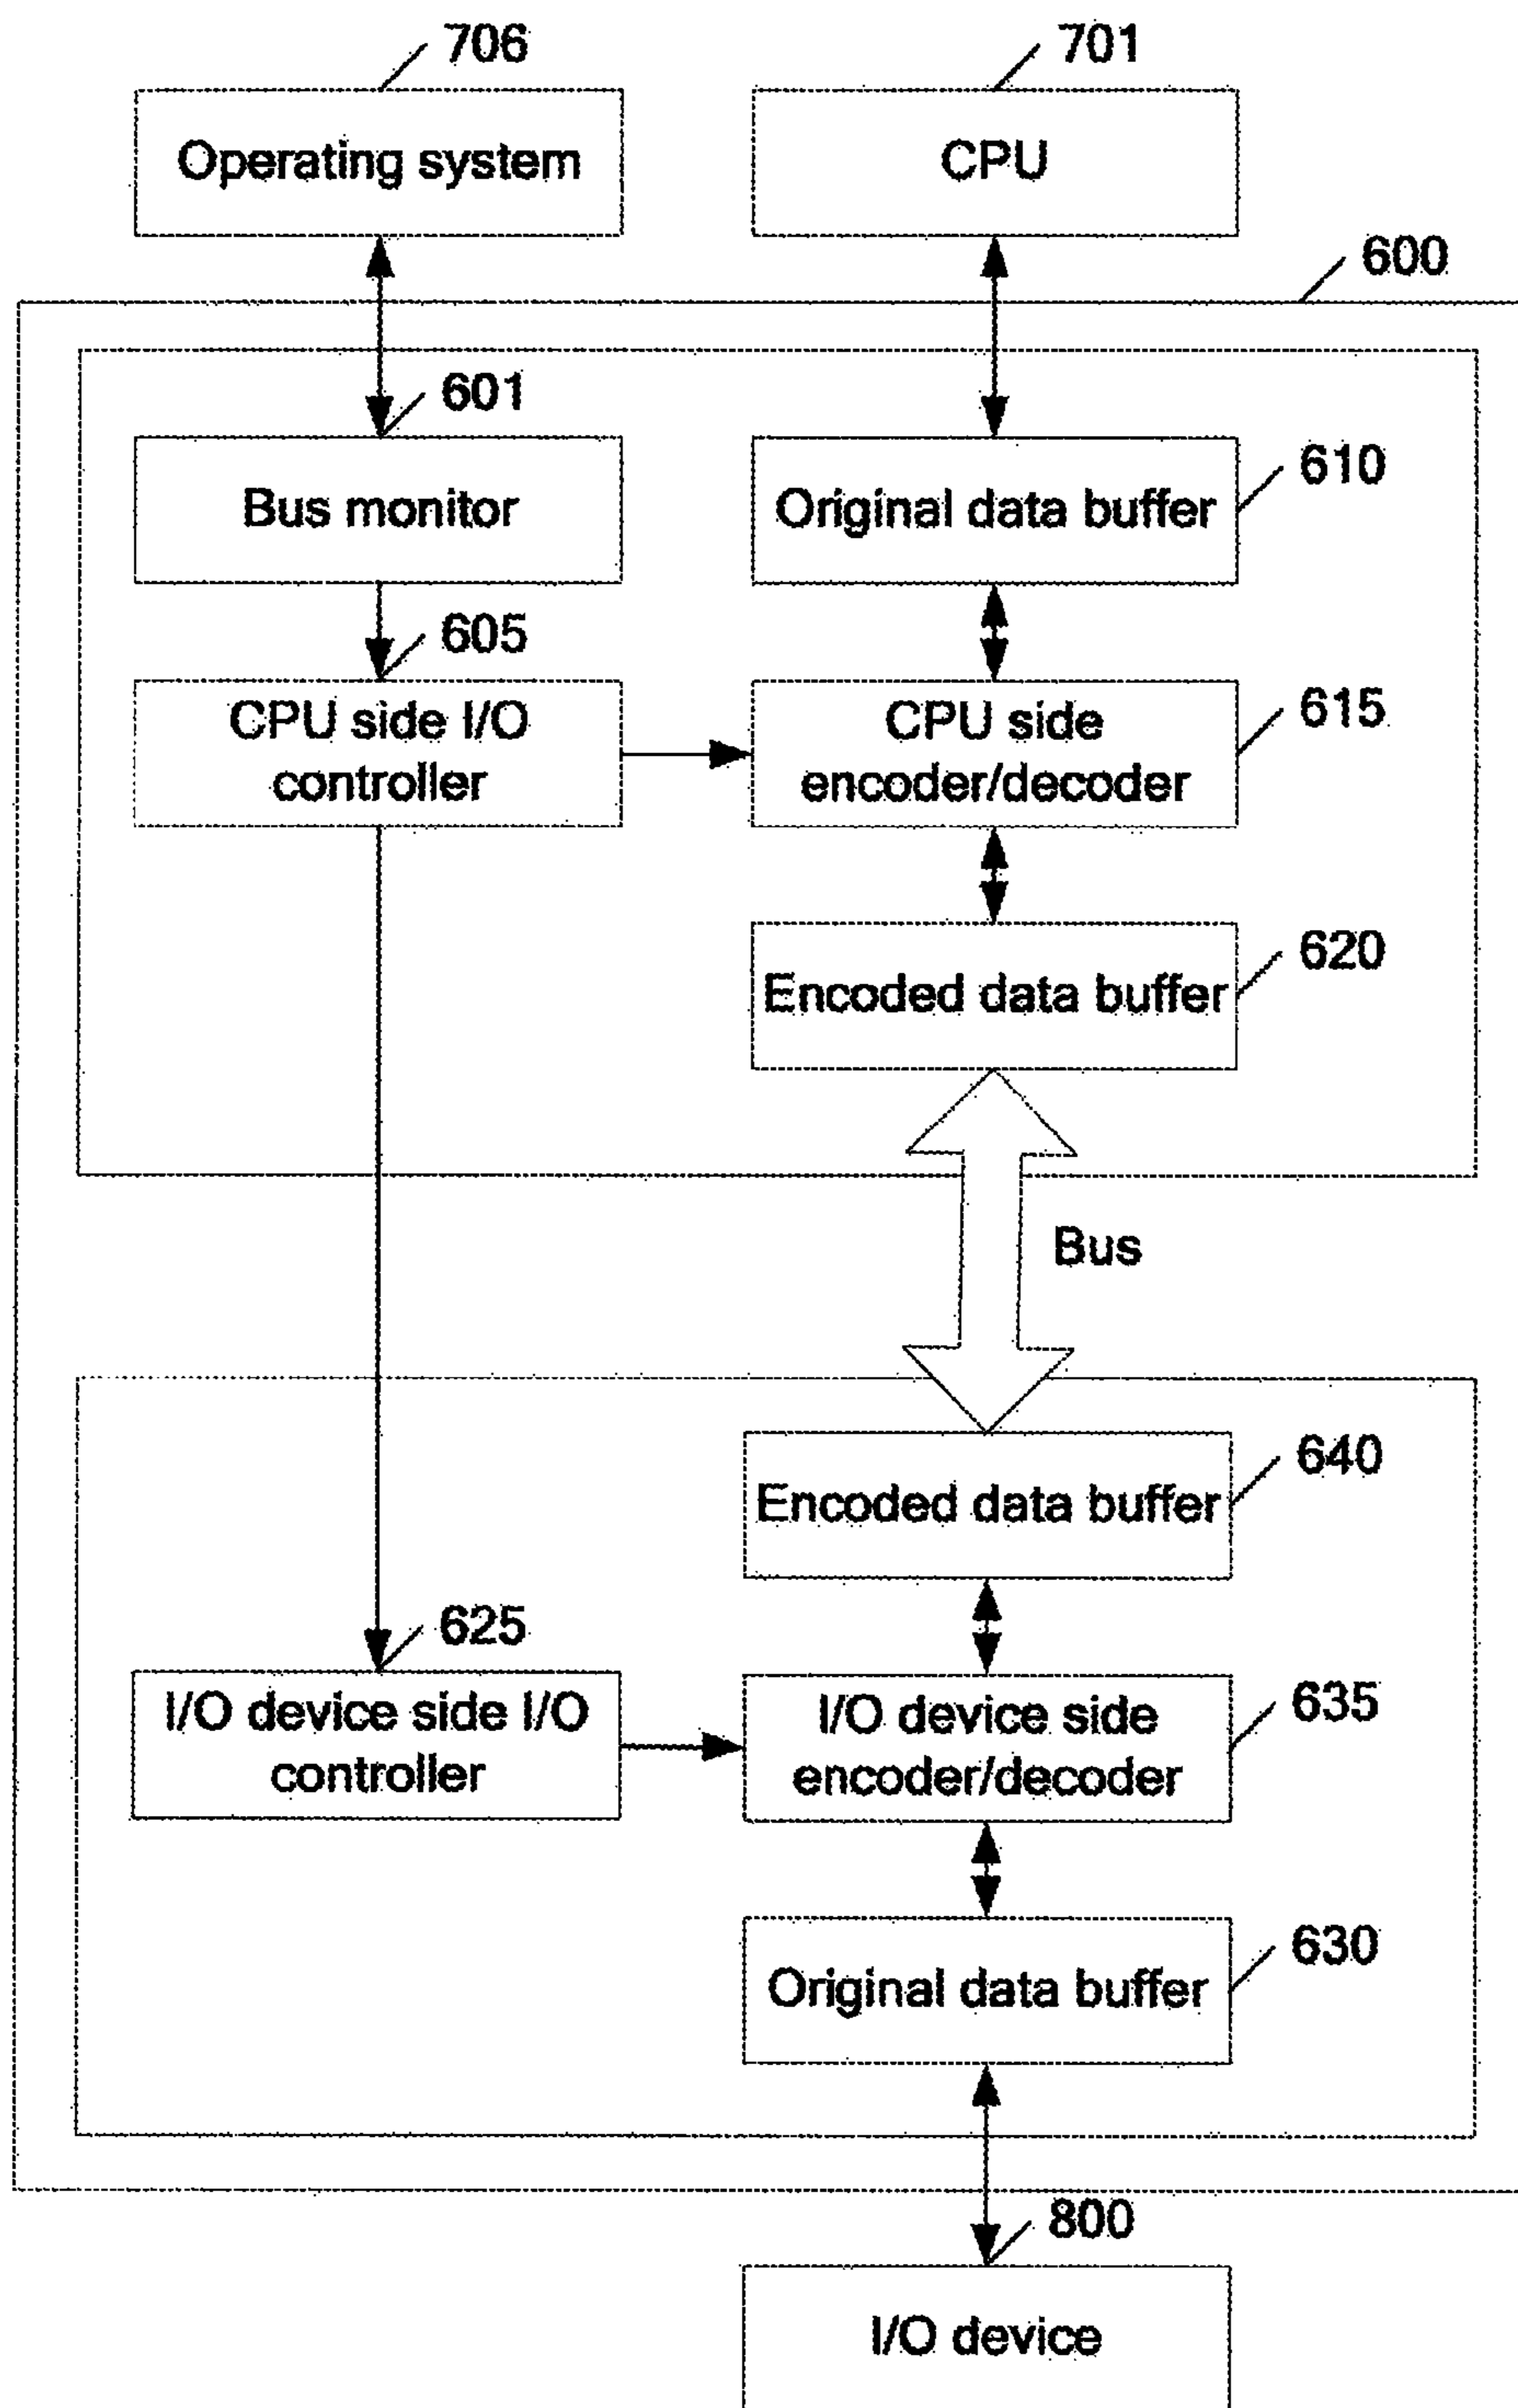 706
701
Operating system
CPU
600
601
Bus monitor
Original data buffer
610
605
CPU side I/O
controller
CPU side
encoder/decoder
615
Encoded data buffer
620
Bus
Encoded data buffer
640
625
I/O device side I/O
controller
I/O device side
encoder/decoder
635
Original data buffer
630
800
I/O device